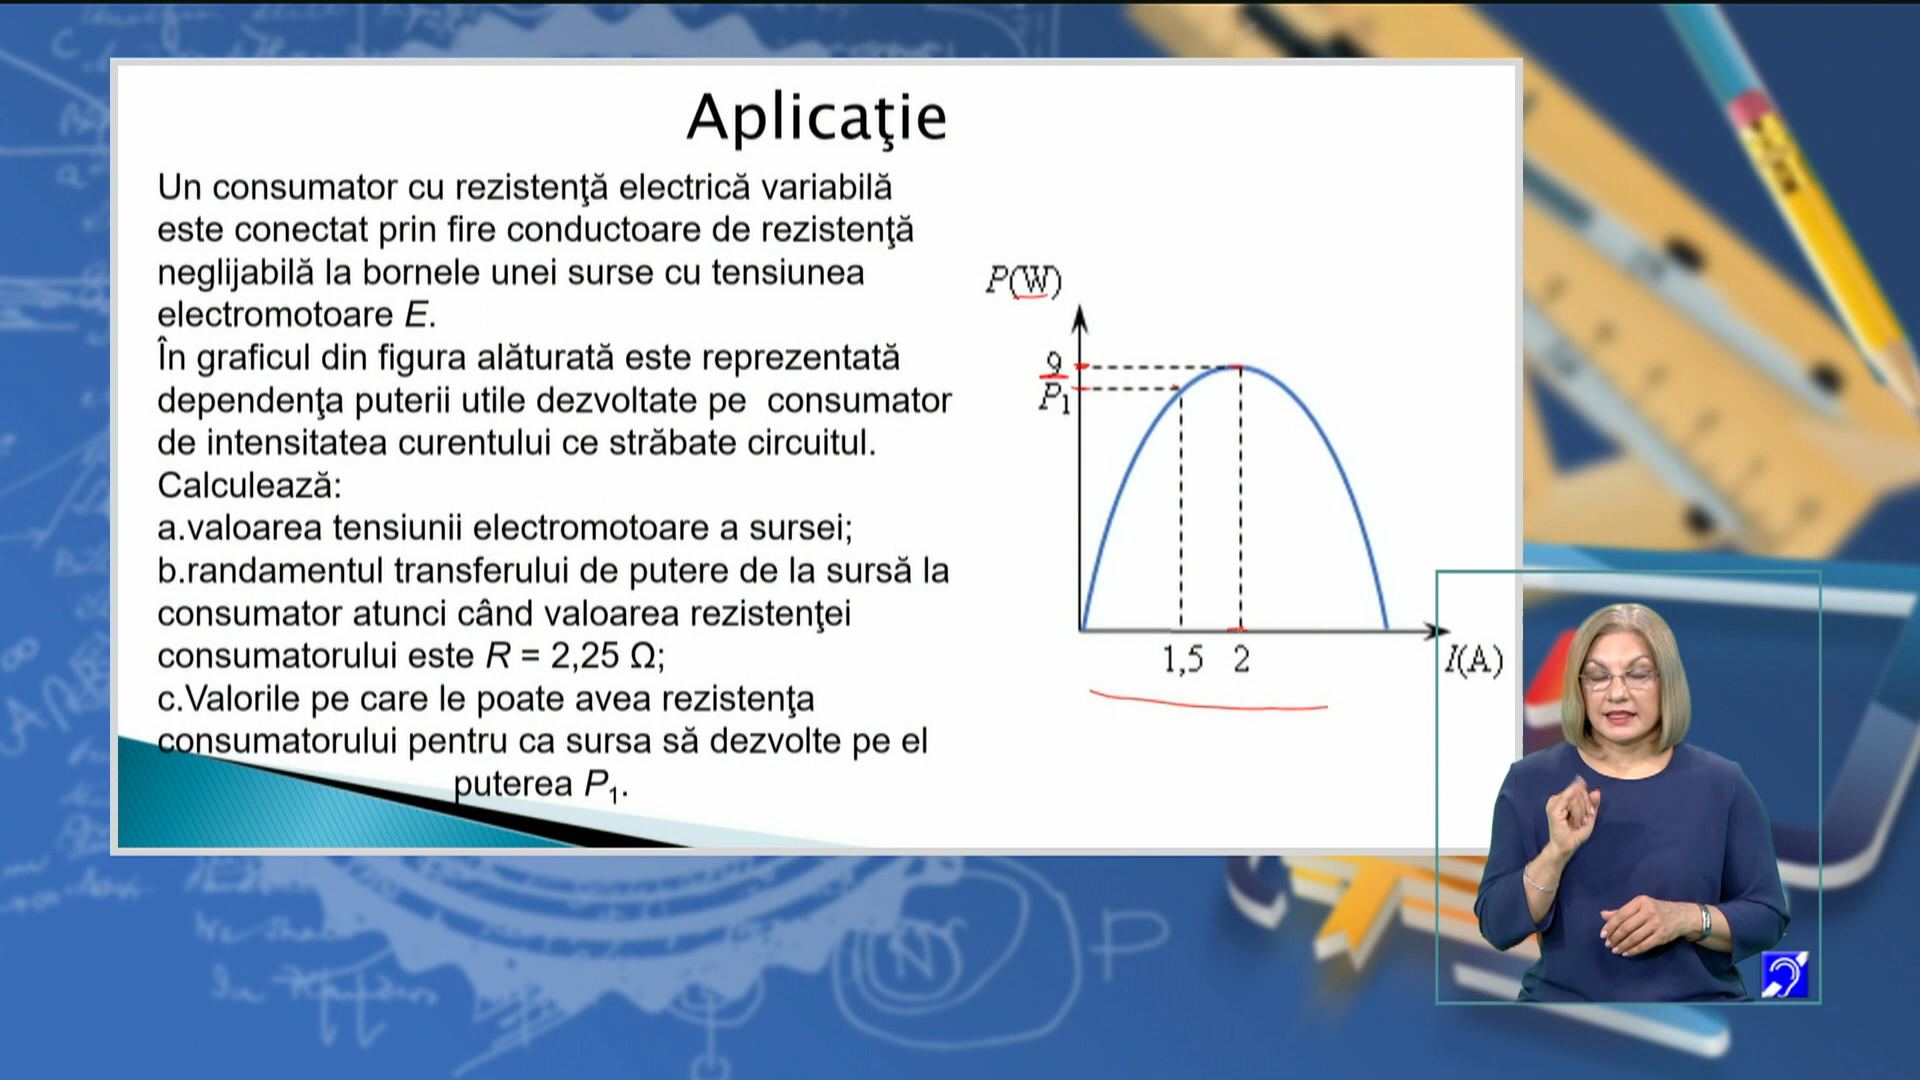 Aplicaţie
Un consumator cu rezistenţă electrică variabilă
este conectat prin fire conductoare de rezistenţă
neglijabilă la bornele unei surse cu tensiunea
electromotoare E.
În graficul din figura alăturată este reprezentată
dependenţa puterii utile dezvoltate pe consumator
de intensitatea curentului ce străbate circuitul.
Calculează:
a.valoarea tensiunii electromotoare a sursei;
b.randamentul transferului de putere de la sursă la
consumator atunci când valoarea rezistenţei
consumatorului este R = 2,25 Ω;
c.Valorile pe care le poate avea rezistenţa
consumatorului pentru ca sursa să dezvolte pe el
puterea P₁.
P(W)
9
P₁
1,5 2
I(A)
N
P